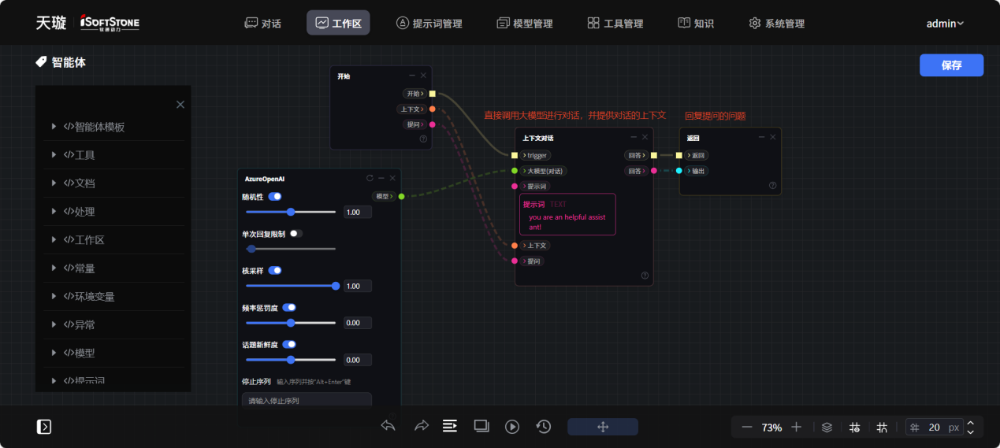 天璇
iSoftStone
软通动力
对话
工作区
提示词管理
模型管理
工具管理
知识
系统管理
admin
智能体
保存
</>智能体模板
</>工具
</>文档
</>处理
</>工作区
</>常量
</>环境变量
</>异常
</>模型
</>提示词
开始
开始
上下文
提问
AzureOpenAI
模型
随机性
1.00
单次回复限制
核采样
1.00
频率惩罚度
0.00
话题新鲜度
0.00
停止序列 输入序列并按"Alt+Enter"键
请输入停止序列
直接调用大模型进行对话，并提供对话的上下文
上下文对话
trigger
回答
大模型(对话)
回答
提示词
提示词 TEXT
you are an helpful assist
ant!
上下文
提问
回复提问的问题
返回
返回
输出
73%
20 px